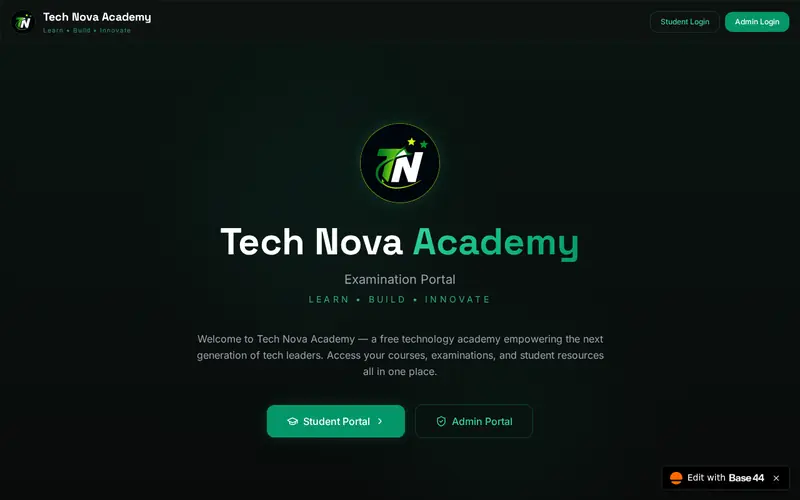 TN
Tech Nova Academy
Learn • Build • Innovate
Student Login
Admin Login
TN
Tech Nova Academy
Examination Portal
LEARN • BUILD • INNOVATE
Welcome to Tech Nova Academy — a free technology academy empowering the next
generation of tech leaders. Access your courses, examinations, and student resources
all in one place.
Student Portal
Admin Portal
Edit with Base44